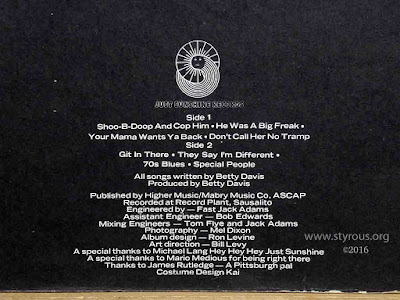 JUST SUNSHINE RECORDS
Side 1
Shoo-B-Doop And Cop Him • He Was A Big Freak •
Your Mama Wants Ya Back • Don't Call Her No Tramp
Side 2
Git In There • They Say I'm Different •
70s Blues • Special People
All songs written by Betty Davis
Produced by Betty Davis
Published by Higher Music/Mabry Music Co, ASCAP
Recorded at Record Plant, Sausalito
Engineered by — Fast Jack Adams
Assistant Engineer — Bob Edwards
Mixing Engineers — Tom Flye and Jack Adams
Photography — Mel Dixon
Album design — Ron Levine
Art direction — Bill Levy
A special thanks to Michael Lang Hey Hey Hey Just Sunshine
A special thanks to Mario Medious for being right there
Thanks to James Rutledge — A Pittsburgh pal
Costume Design Kai
www.styrous.org
©2016